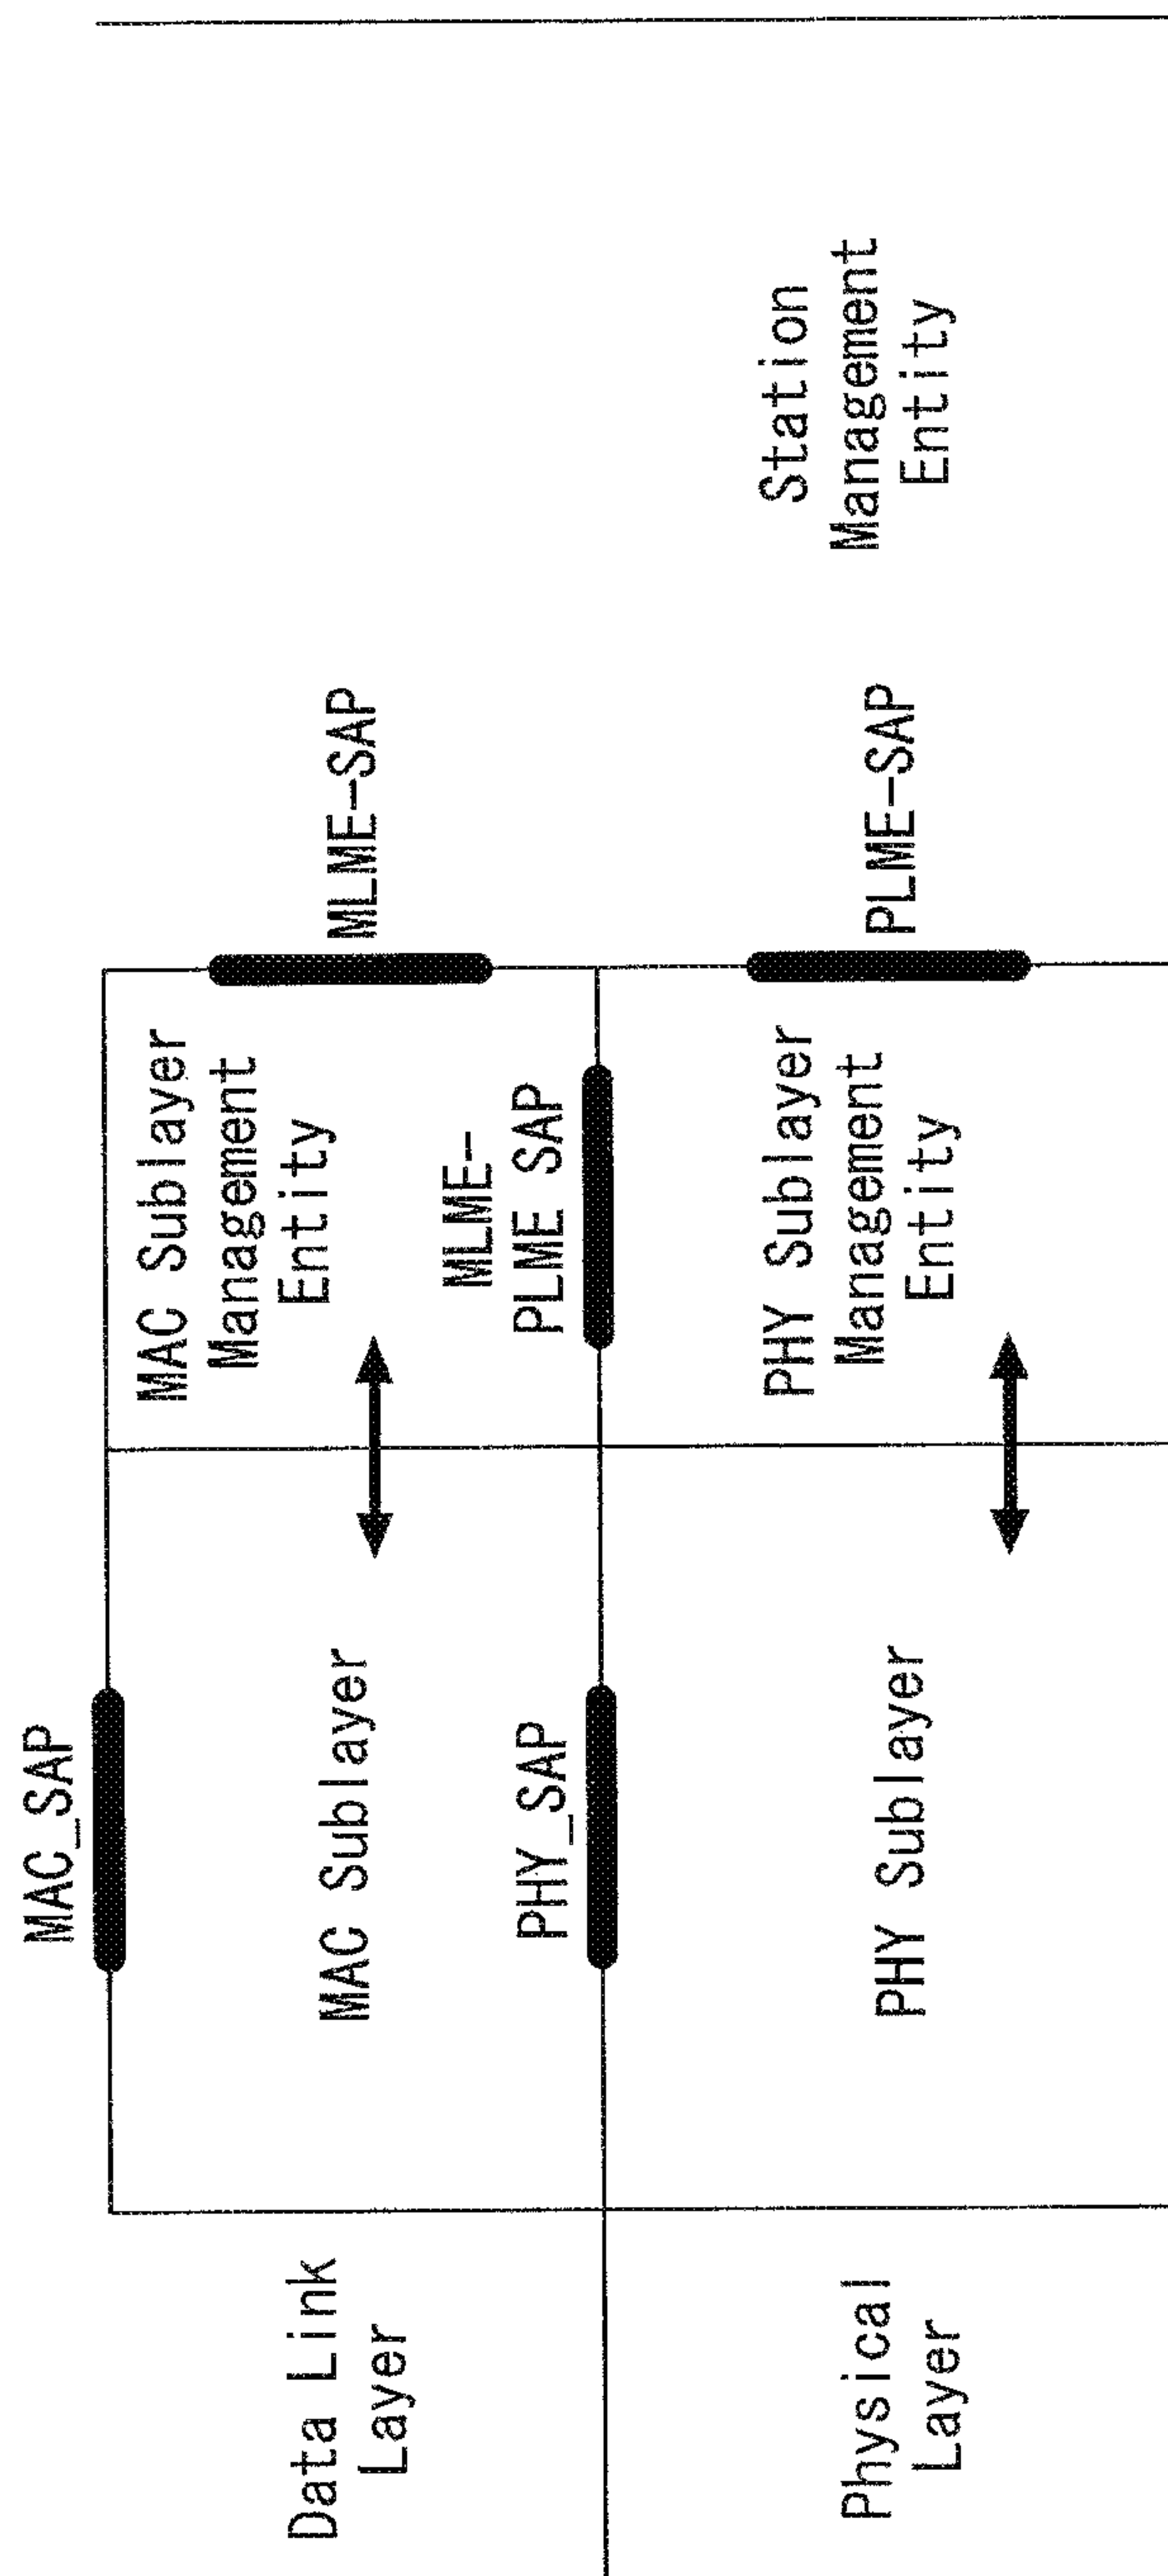 MAC_SAP
Data Link
Layer
MAC Sublayer
MAC Sublayer
Management
Entity
MLME-SAP
PHY_SAP
MLME-
PLME SAP
Physical
Layer
PHY Sublayer
PHY Sublayer
Management
Entity
PLME-SAP
Station
Management
Entity